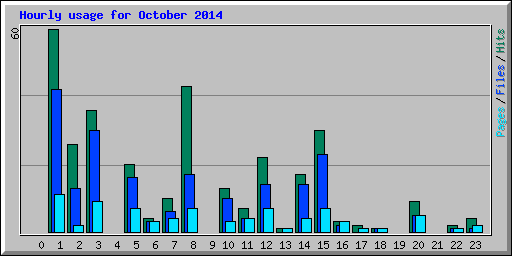 Hourly usage for October 2014
60
Pages/Files/Hits
0 1 2 3 4 5 6 7 8 9 10 11 12 13 14 15 16 17 18 19 20 21 22 23